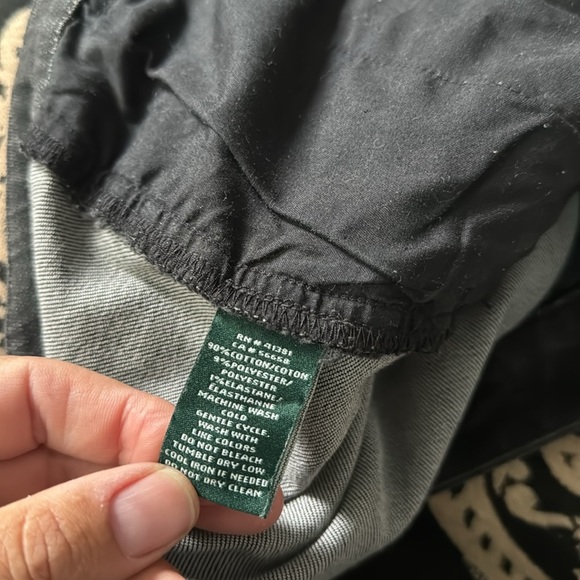 RN# 41381
CA# 56658
90%COTTON/COTON
9%POLYESTER/
POLYESTER
1%ELASTANE/
ÉLASTHANNE
MACHINE WASH
COLD
GENTLE CYCLE.
WASH WITH
LIKE COLORS
DO NOT BLEACH
TUMBLE DRY LOW
COOL IRON IF NEEDED
DO NOT DRY CLEAN